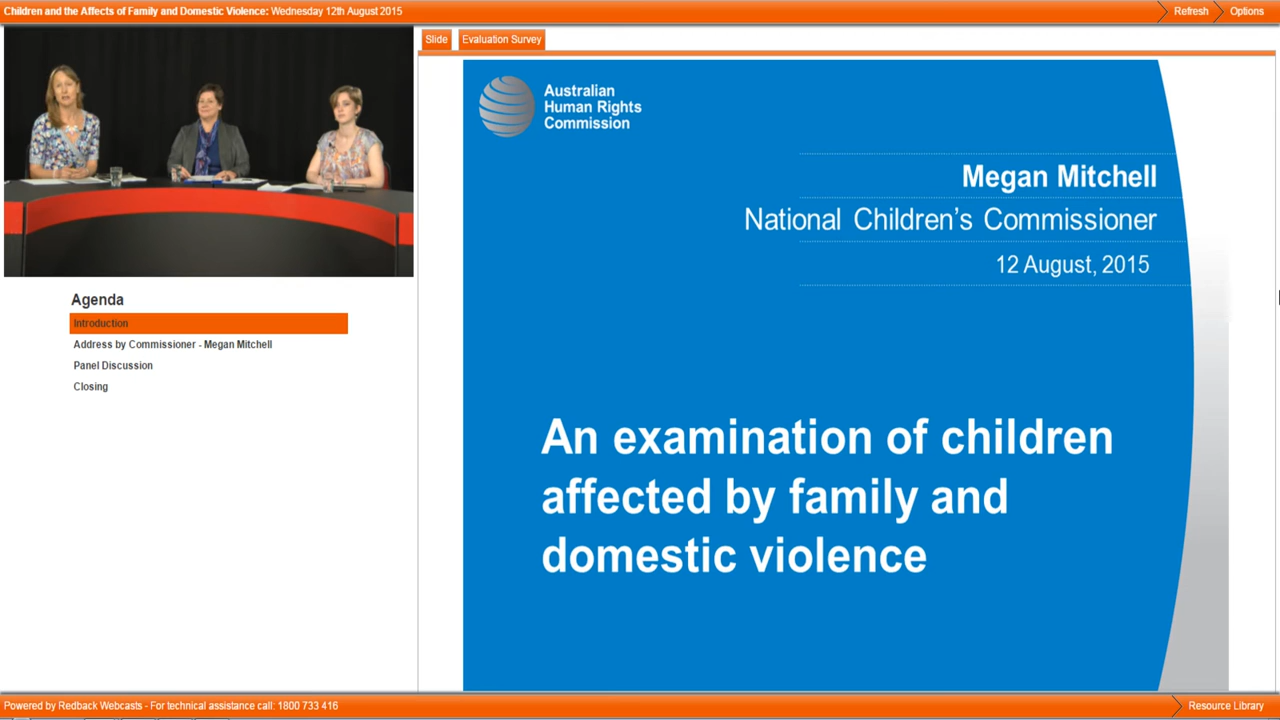 Children and the Affects of Family and Domestic Violence: Wednesday 12th August 2015
Refresh
Options
Slide
Evaluation Survey
Australian
Human Rights
Commission
Megan Mitchell
National Children's Commissioner
12 August, 2015
An examination of children
affected by family and
domestic violence
Agenda
Introduction
Address by Commissioner - Megan Mitchell
Panel Discussion
Closing
Powered by Redback Webcasts - For technical assistance call: 1800 733 416
Resource Library